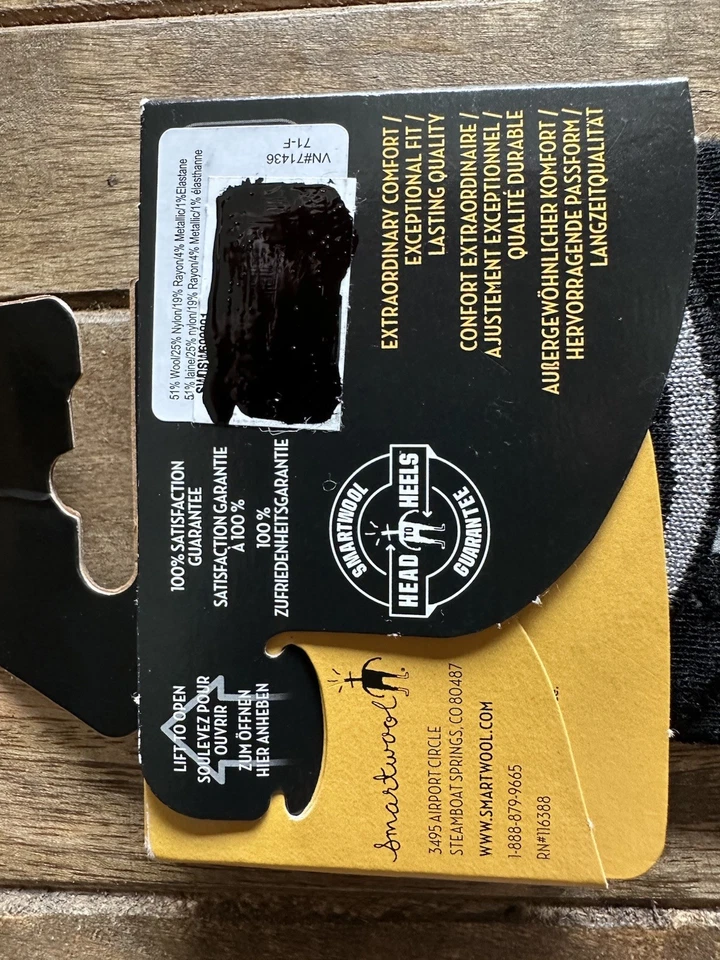 51% Wool/25% Nylon/19% Rayon/4% Metallic/1%Elastane
51% laine/25% nylon/19% Rayon/4% Metallic/1% élasthanne
VN#71436
71-F
EXTRAORDINARY COMFORT /
EXCEPTIONAL FIT /
LASTING QUALITY
CONFORT EXTRAORDINAIRE /
AJUSTEMENT EXCEPTIONNEL /
QUALITÉ DURABLE
AUßERGEWÖHNLICHER KOMFORT /
HERVORRAGENDE PASSFORM /
LANGZEITQUALITÄT
100% SATISFACTION
GUARANTEE
SATISFACTION GARANTIE
À 100 %
100 %
ZUFRIEDENHEITSGARANTIE
SMARTWOOL
HEAD TO HEELS
GUARANTEE
LIFT TO OPEN
SOULEVEZ POUR
OUVRIR
ZUM ÖFFNEN
HIER ANHEBEN
smartwool®
3495 AIRPORT CIRCLE
STEAMBOAT SPRINGS, CO 80487
WWW.SMARTWOOL.COM
1-888-879-9665
RN#116388